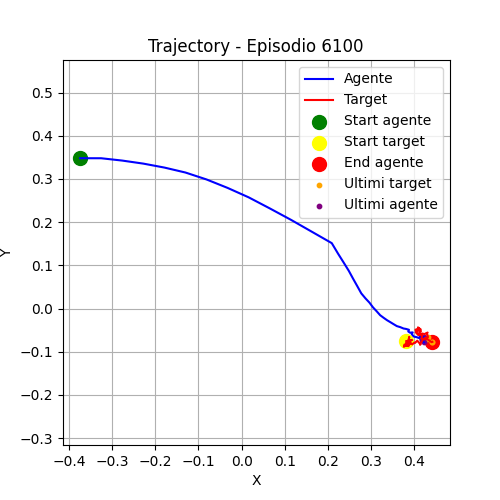 Trajectory - Episodio 6100
Agente
Target
Start agente
Start target
End agente
Ultimi target
Ultimi agente
0.5
0.4
0.3
0.2
0.1
0.0
−0.1
−0.2
−0.3
Y
−0.4 −0.3 −0.2 −0.1 0.0 0.1 0.2 0.3 0.4
X